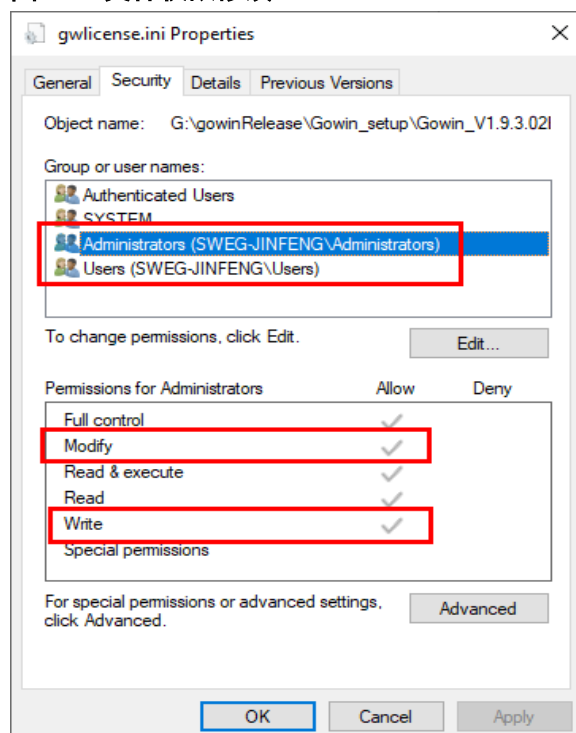 gwlicense.ini Properties
General Security Details Previous Versions
Object name: G:\gowinRelease\Gowin_setup\Gowin_V1.9.3.02
Group or user names:
Authenticated Users
SYSTEM
Administrators (SWEG-JINFENG\Administrators)
Users (SWEG-JINFENG\Users)
To change permissions, click Edit.
Edit...
Permissions for Administrators Allow Deny
Full control
Modify
Read & execute
Read
Write
Special permissions
For special permissions or advanced settings,
click Advanced.
Advanced
OK Cancel Apply